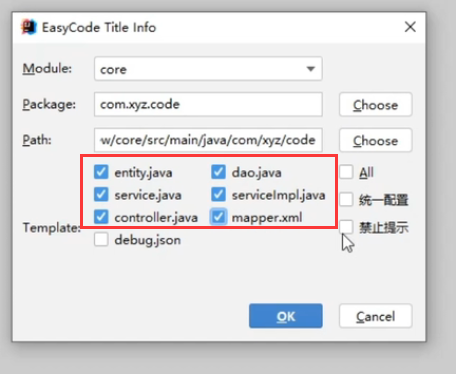 EasyCode Title Info
Module: core
Package: com.xyz.code Choose
Path: w/core/src/main/java/com/xyz/code Choose
entity.java dao.java All
service.java serviceImpl.java 统一配置
controller.java mapper.xml 禁止提示
Template:
debug.json
OK Cancel